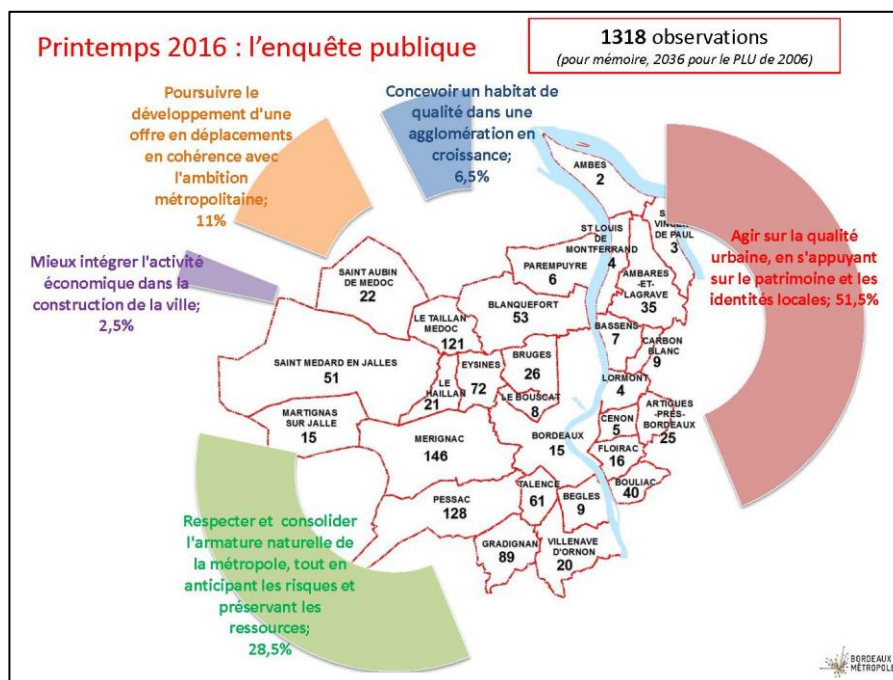 Printemps 2016 : l'enquête publique
1318 observations
(pour mémoire, 2036 pour le PLU de 2006)
Poursuivre le
développement d'une
offre en déplacements
en cohérence avec
l'ambition
métropolitaine;
11%
Concevoir un habitat de
qualité dans une
agglomération en
croissance;
6,5%
Mieux intégrer l'activité
économique dans la
construction de la ville;
2,5%
Agir sur la qualité
urbaine, en s'appuyant
sur le patrimoine et les
identités locales; 51,5%
Respecter et consolider
l'armature naturelle de
la métropole, tout en
anticipant les risques et
préservant les
ressources;
28,5%
AMBES
2
VINCENT
DE PAUL
3
ST LOUIS
DE
MONTFERRAND
4
AMBARES
-ET-
LAGRAVE
35
PAREMPUYRE
6
SAINT AUBIN
DE MEDOC
22
BLANQUEFORT
53
LE TAILLAN
MEDOC
121
BASSENS
7
CARBON
BLANC
9
SAINT MEDARD EN JALLES
51
EYSINES
72
BRUGES
26
LE
HAILLAN
21
LE BOUSCAT
8
LORMONT
4
ARTIGUES
-PRÈS-
BORDEAUX
25
MARTIGNAS
SUR JALLE
15
MERIGNAC
146
BORDEAUX
15
CENON
5
FLOIRAC
16
BOULIAC
40
PESSAC
128
TALENCE
61
BEGLES
9
GRADIGNAN
89
VILLENAVE
D'ORNON
20
BORDEAUX
MÉTROPOLE